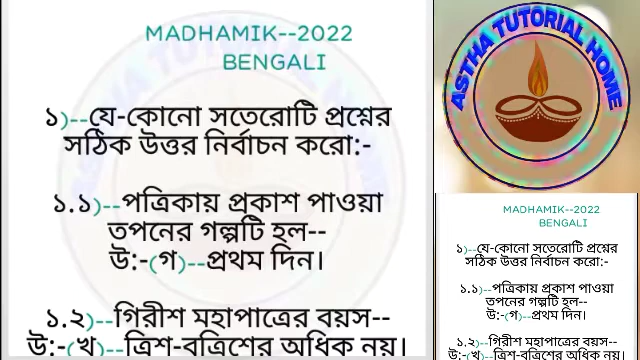 MADHAMIK--2022
BENGALI
১)--যে-কোনো সতেরোটি প্রশ্নের
সঠিক উত্তর নির্বাচন করো:-
১.১)--পত্রিকায় প্রকাশ পাওয়া
তপনের গল্পটি হল--
উ:-(গ)--প্রথম দিন।
১.২)--গিরীশ মহাপাত্রের বয়স--
উ:-(খ)--ত্রিশ-বত্রিশের অধিক নয়।
ASTHA TUTORIAL HOME
MADHAMIK--2022
BENGALI
১)--যে-কোনো সতেরোটি প্রশ্নের
সঠিক উত্তর নির্বাচন করো:-
১.১)--পত্রিকায় প্রকাশ পাওয়া
তপনের গল্পটি হল--
উ:-(গ)--প্রথম দিন।
১.২)--গিরীশ মহাপাত্রের বয়স--
উ:-(খ)--ত্রিশ-বত্রিশের অধিক নয়।